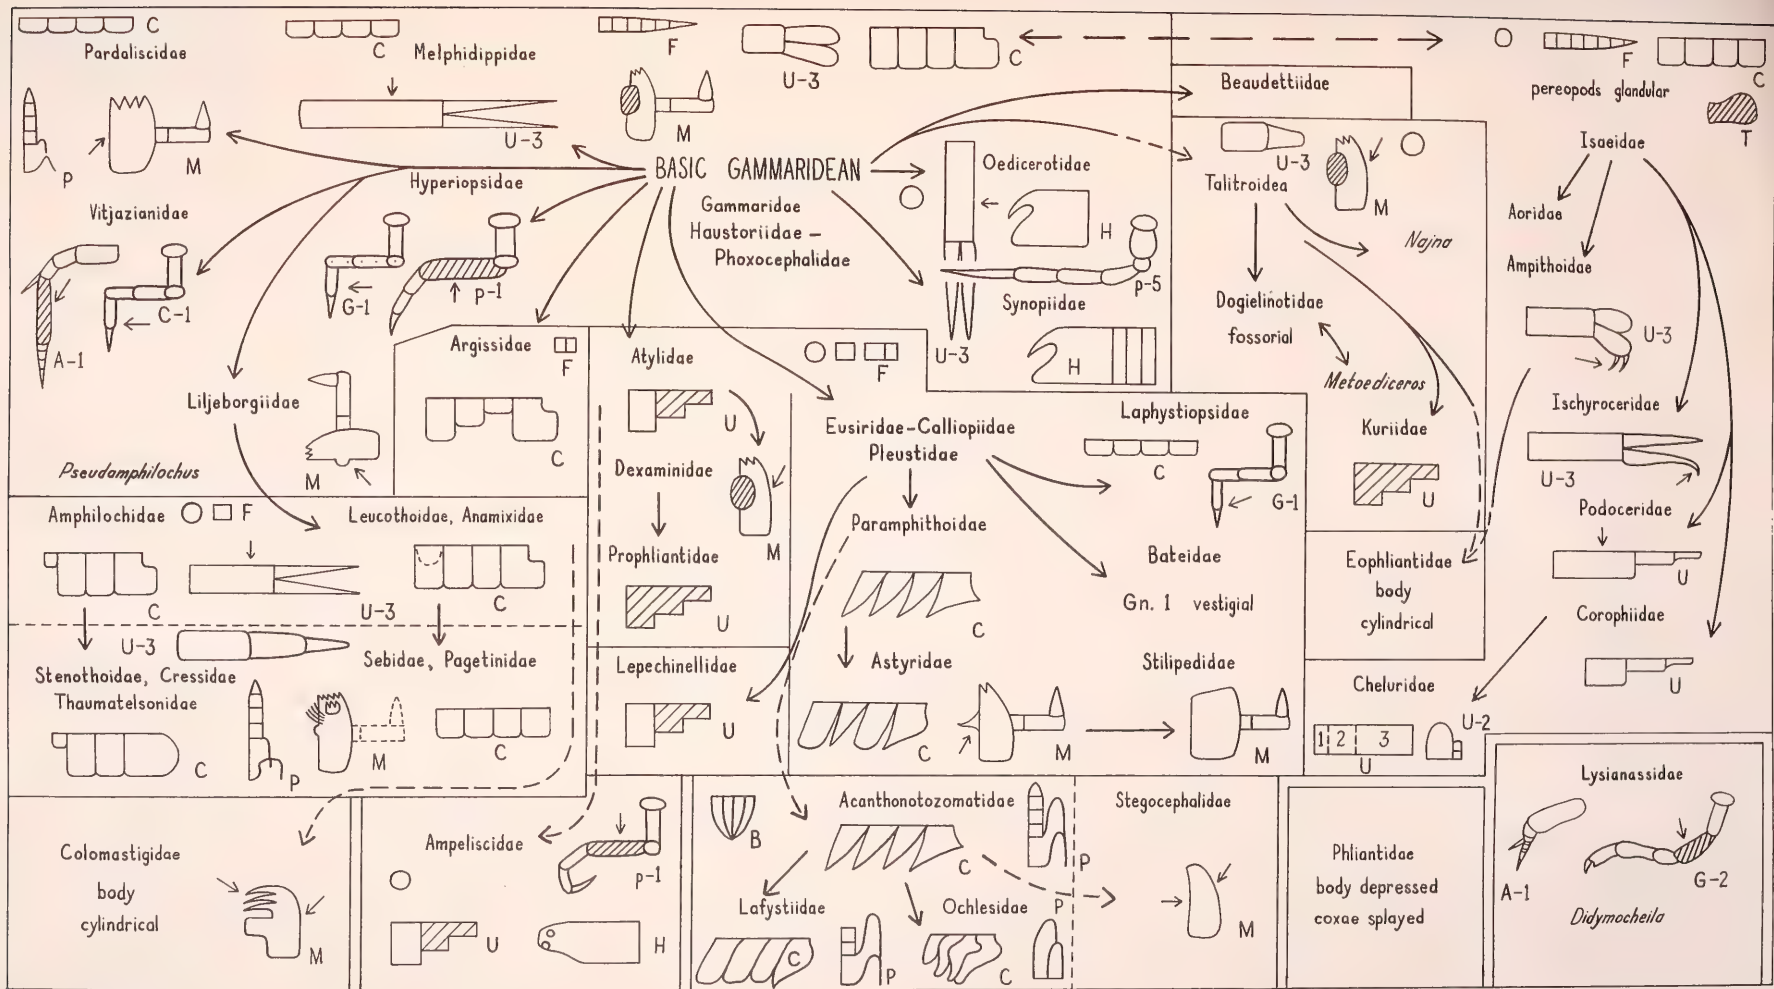 C
Pardaliscidae
P
M
C
Melphidippidae
U-3
F
M
U-3
C
BASIC GAMMARIDEAN
Gammaridae
Haustoriidae –
Phoxocephalidae
Hyperiopsidae
G-1
p-1
Vitjazianidae
A-1
C-1
Liljeborgiidae
M
Pseudamphilochus
Oedicerotidae
H
p-5
Synopiidae
U-3
H
Beaudettiidae
U-3
M
Talitroidea
Najna
Dogielinotidae
fossorial
Metoediceros
Kuriidae
U
F
C
pereopods glandular
T
Isaeidae
Aoridae
Ampithoidae
U-3
Ischyroceridae
U-3
Podoceridae
U
Corophiidae
U
Argissidae
F
C
Atylidae
U
Dexaminidae
M
Prophliantidae
U
F
Eusiridae-Calliopiidae
Pleustidae
Laphystiopsidae
C
G-1
Paramphithoidae
C
Bateidae
Gn. 1 vestigial
Astyridae
C
M
Stilipedidae
M
Eophliantidae
body
cylindrical
Cheluridae
1 2 3
U
U-2
Amphilochidae
F
C
U-3
Leucothoidae, Anamixidae
C
U-3
Stenothoidae, Cressidae
Thaumatelsonidae
C
P
M
Sebidae, Pagetinidae
C
Lepechinellidae
U
Colomastigidae
body
cylindrical
M
Ampeliscidae
p-1
U
H
B
Acanthonotozomatidae
C
P
Lafystiidae
C
P
Ochlesidae
C
P
Stegocephalidae
M
Phliantidae
body depressed
coxae splayed
Lysianassidae
A-1
G-2
Didymocheila